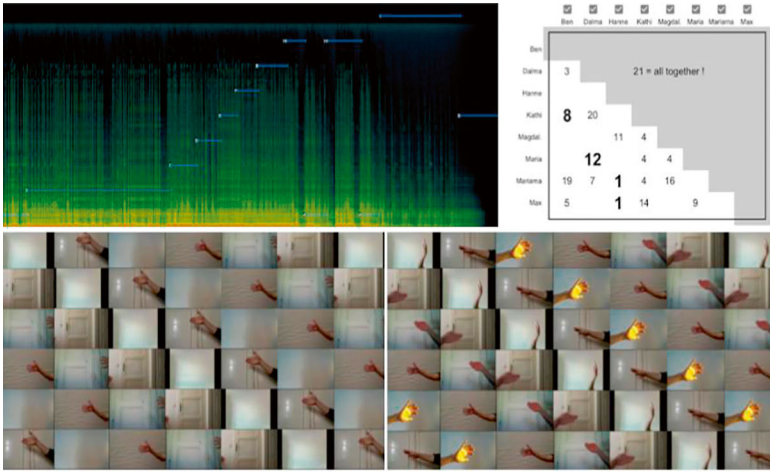 Ben Dalma Hanne Kathi Magdal. Maria Mariama Max
Ben
Dalma 3 21 = all together !
Hanne
Kathi 8 20
Magdal. 11 4
Maria 12 4 4
Mariama 19 7 1 4 16
Max 5 1 14 9